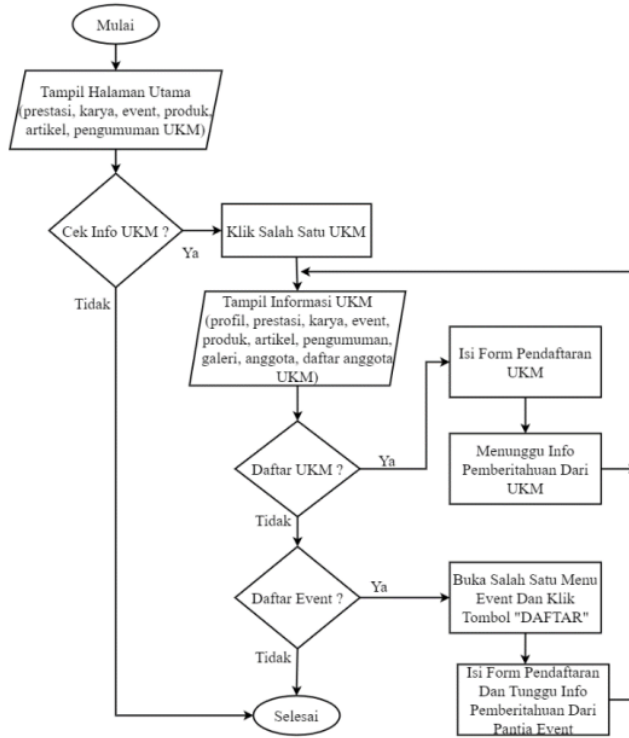 Mulai
Tampil Halaman Utama
(prestasi, karya, event, produk,
artikel, pengumuman UKM)
Cek Info UKM ?
Ya
Klik Salah Satu UKM
Tidak
Tampil Informasi UKM
(profil, prestasi, karya, event,
produk, artikel, pengumuman,
galeri, anggota, daftar anggota
UKM)
Isi Form Pendaftaran
UKM
Daftar UKM ?
Ya
Menunggu Info
Pemberitahuan Dari
UKM
Tidak
Daftar Event ?
Ya
Buka Salah Satu Menu
Event Dan Klik
Tombol "DAFTAR"
Tidak
Isi Form Pendaftaran
Dan Tunggu Info
Pemberitahuan Dari
Pantia Event
Selesai